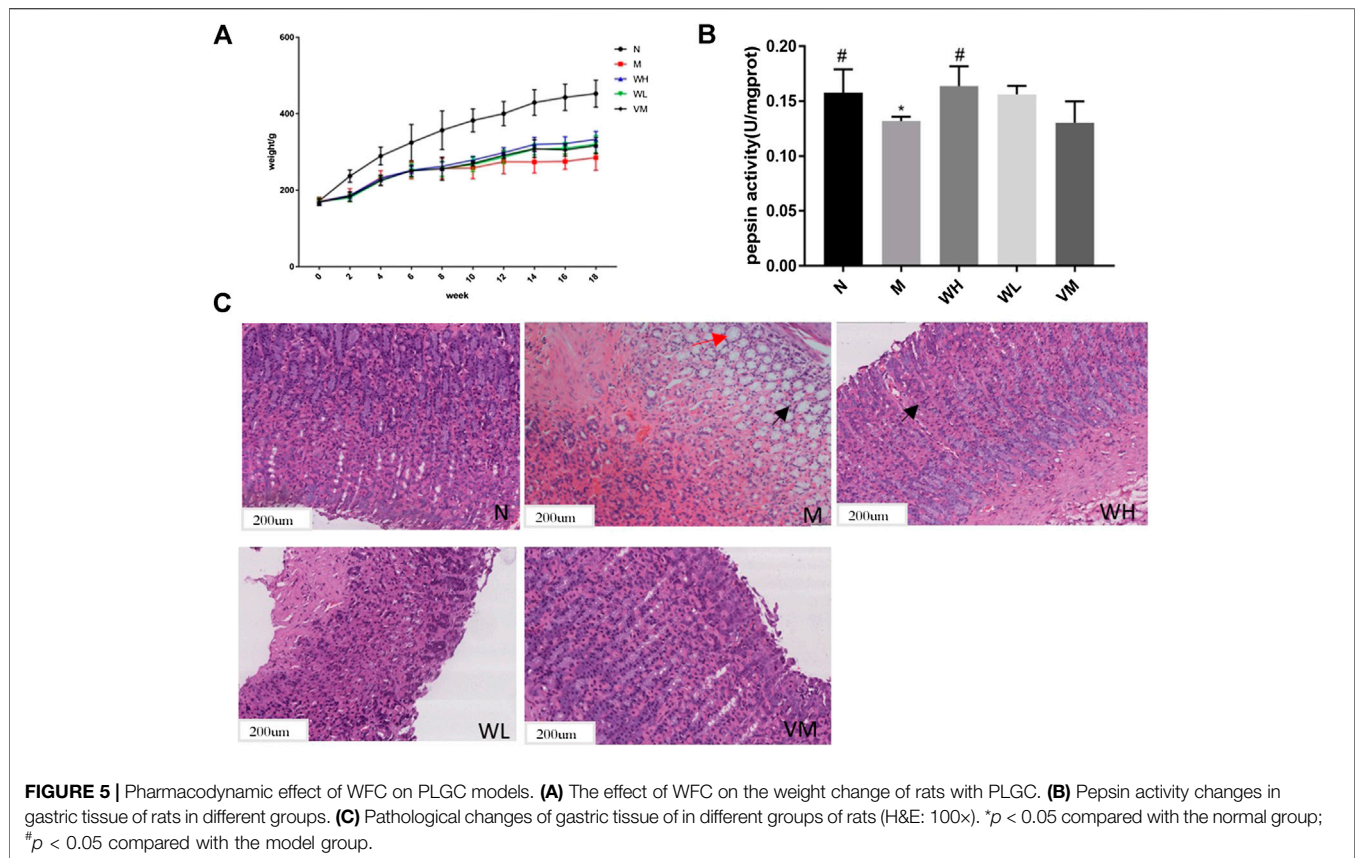 A
600
400
200
0
weight/g
0 2 4 6 8 10 12 14 16 18
week
N
M
WH
WL
VM
B
0.20
0.15
0.10
0.05
0.00
pepsin activity(U/mgprot)
# * #
N M WH WL VM
C
200um N
200um M
200um WH
200um WL
200um VM
FIGURE 5 | Pharmacodynamic effect of WFC on PLGC models. (A) The effect of WFC on the weight change of rats with PLGC. (B) Pepsin activity changes in
gastric tissue of rats in different groups. (C) Pathological changes of gastric tissue of in different groups of rats (H&E: 100×). *p < 0.05 compared with the normal group;
#p < 0.05 compared with the model group.